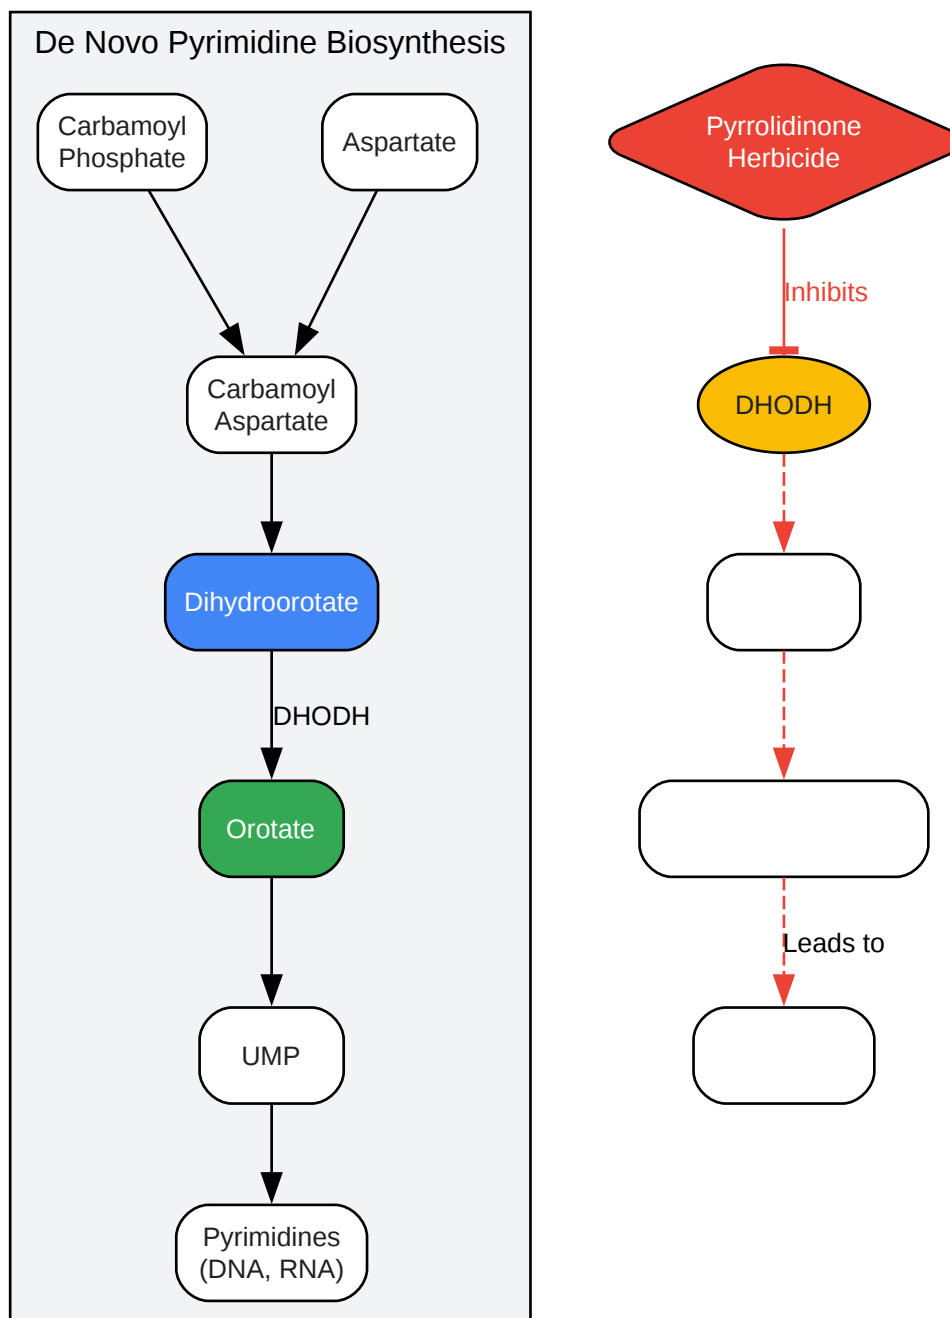 De Novo Pyrimidine Biosynthesis
Carbamoyl
Phosphate
Aspartate
Carbamoyl
Aspartate
Dihydroorotate
DHODH
Orotate
UMP
Pyrimidines
(DNA, RNA)
Pyrrolidinone
Herbicide
Inhibits
DHODH
Leads to